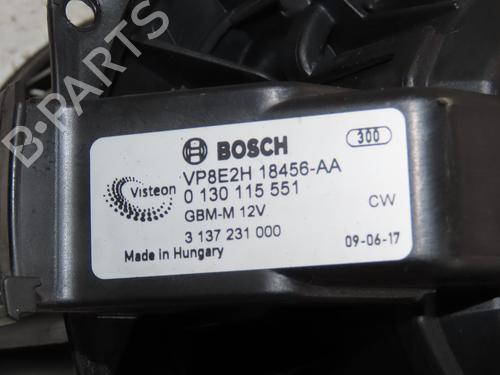 B-PARTS
BOSCH
300
Visteon
VP8E2H 18456-AA
0 130 115 551
GBM-M 12V
CW
3 137 231 000
Made in Hungary
09-06-17